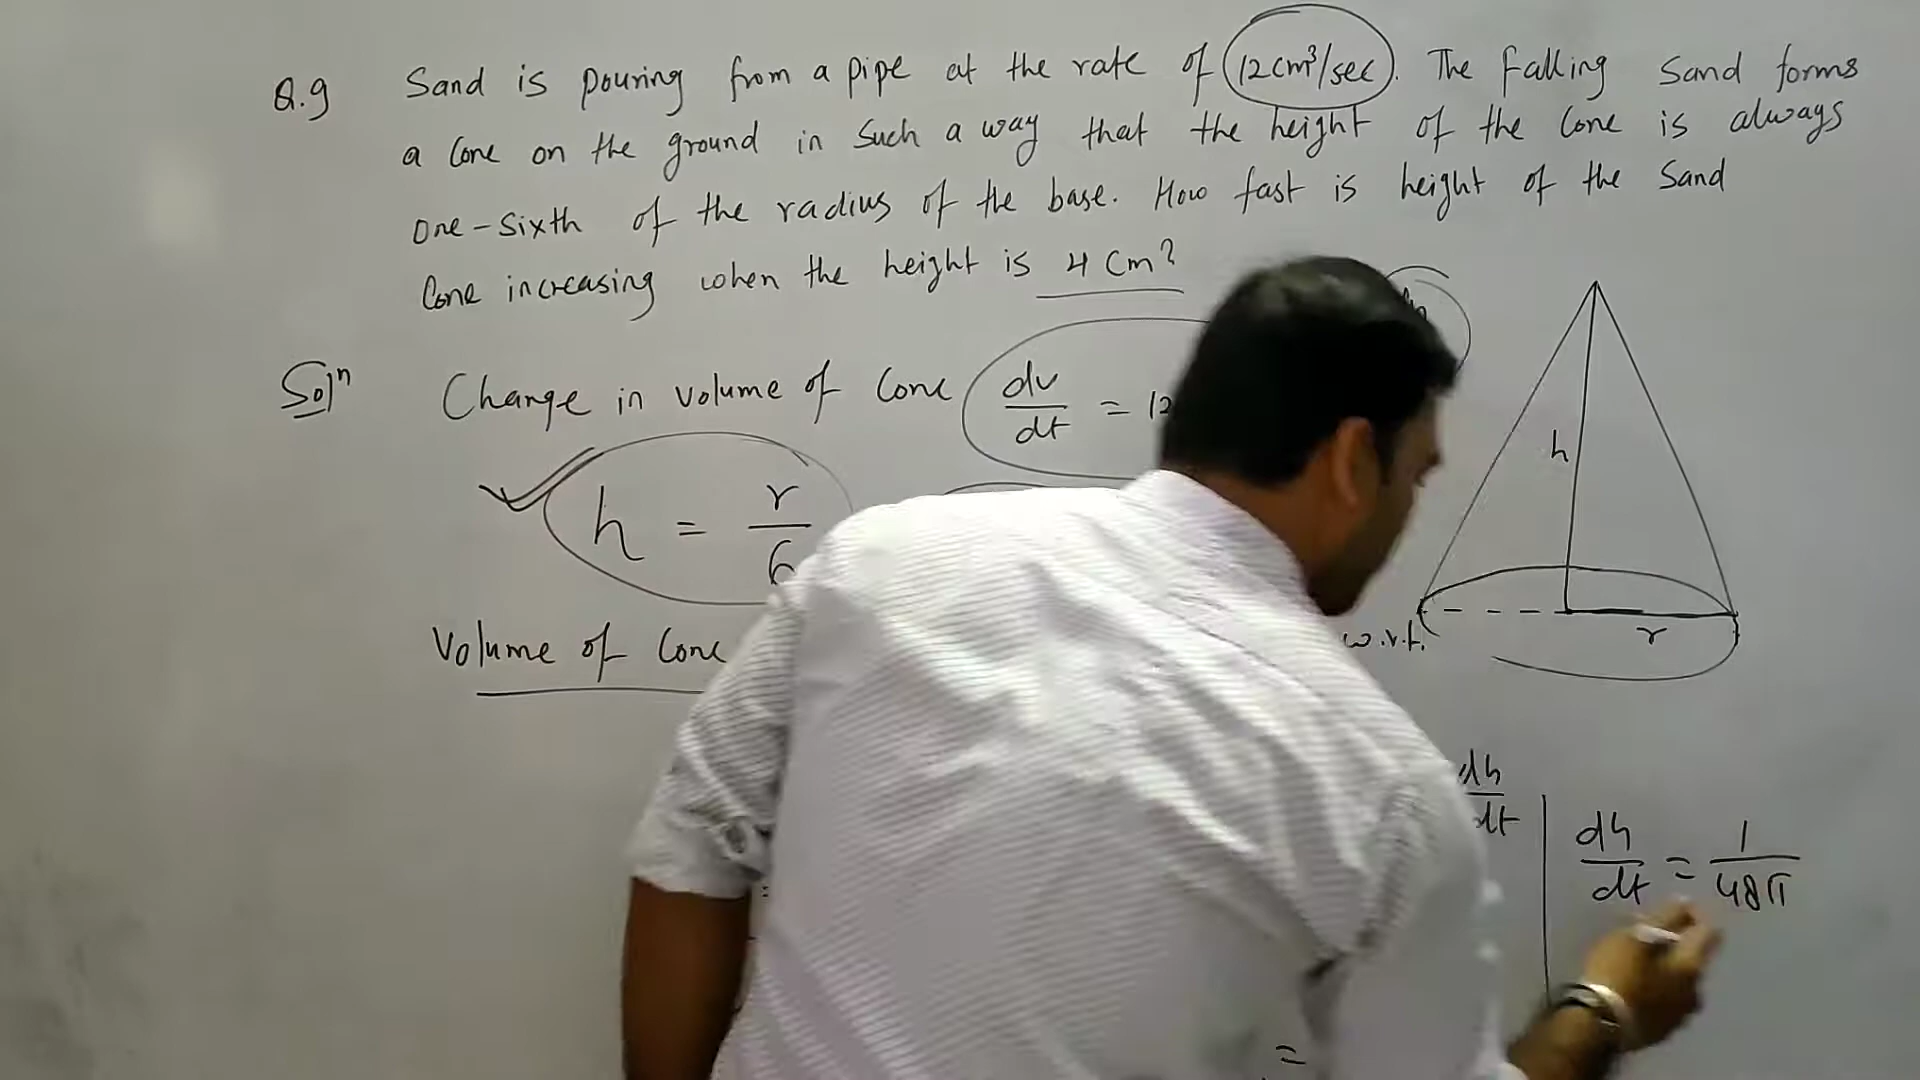 Q.9 Sand is pouring from a pipe at the rate of 12cm³/sec. The falling Sand forms
a Cone on the ground in such a way that the height of the Cone is always
one-sixth of the radius of the base. How fast is height of the Sand
Cone increasing when the height is 4 cm?
Solⁿ Change in volume of Cone dv/dt = 12
h = r/6
Volume of Cone
w.r.t.
h
r
dh/dt
dh/dt = 1/48π
=